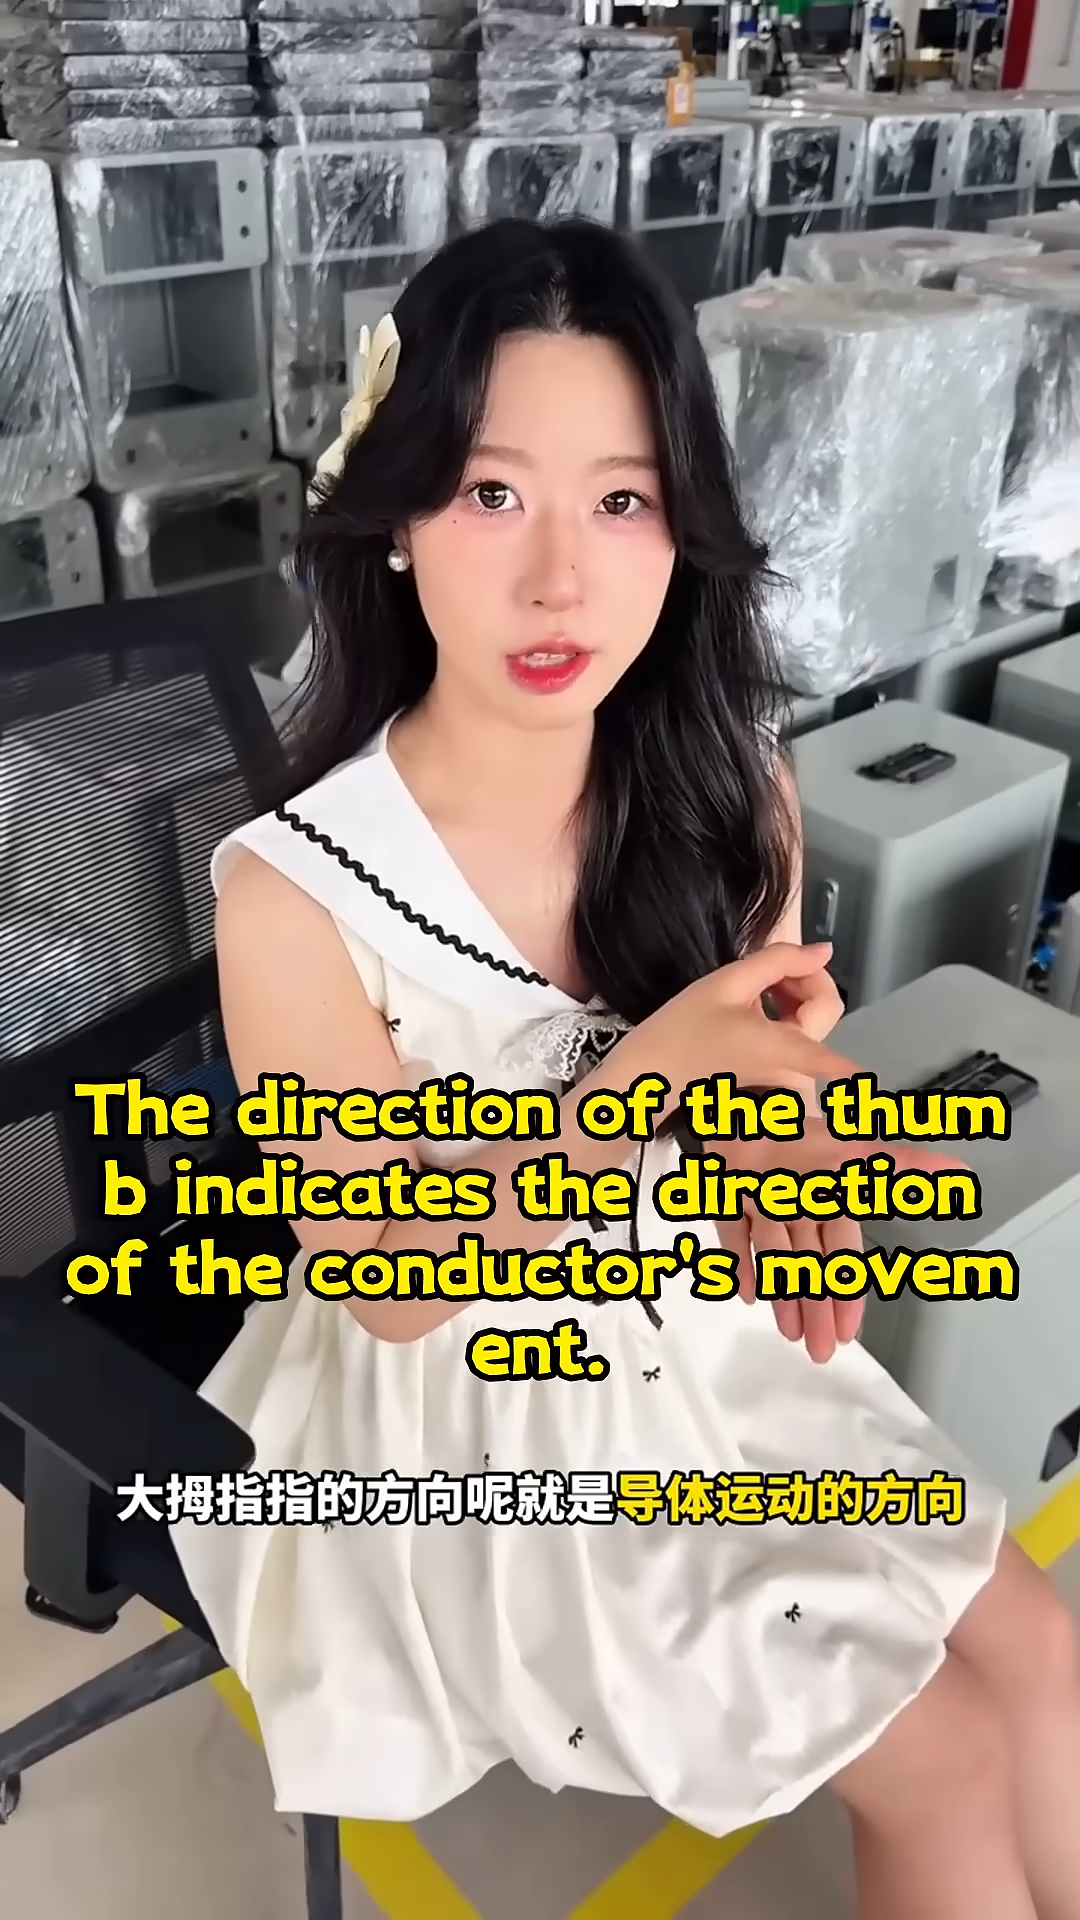 The direction of the thum
b indicates the direction
of the conductor's movem
ent.
大拇指指的方向呢就是导体运动的方向